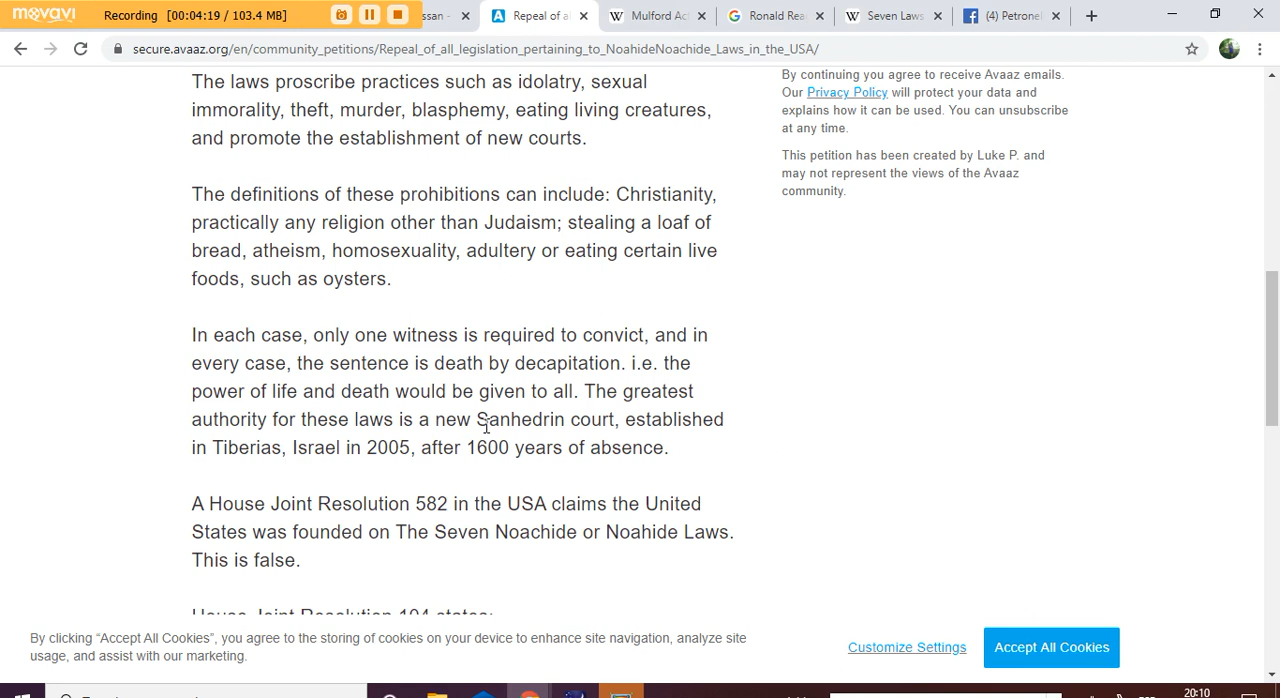 movavi Recording [00:04:19 / 103.4 MB]
ssan - Repeal of a Mulford Ac Ronald Rea Seven Laws (4) Petrone
secure.avaaz.org/en/community_petitions/Repeal_of_all_legislation_pertaining_to_NoahideNoachide_Laws_in_the_USA/
The laws proscribe practices such as idolatry, sexual
immorality, theft, murder, blasphemy, eating living creatures,
and promote the establishment of new courts.
The definitions of these prohibitions can include: Christianity,
practically any religion other than Judaism; stealing a loaf of
bread, atheism, homosexuality, adultery or eating certain live
foods, such as oysters.
In each case, only one witness is required to convict, and in
every case, the sentence is death by decapitation. i.e. the
power of life and death would be given to all. The greatest
authority for these laws is a new Sanhedrin court, established
in Tiberias, Israel in 2005, after 1600 years of absence.
A House Joint Resolution 582 in the USA claims the United
States was founded on The Seven Noachide or Noahide Laws.
This is false.
House Joint Resolution 104 states:
By continuing you agree to receive Avaaz emails.
Our Privacy Policy will protect your data and
explains how it can be used. You can unsubscribe
at any time.
This petition has been created by Luke P. and
may not represent the views of the Avaaz
community.
By clicking “Accept All Cookies”, you agree to the storing of cookies on your device to enhance site navigation, analyze site
usage, and assist with our marketing.
Customize Settings
Accept All Cookies
20:10